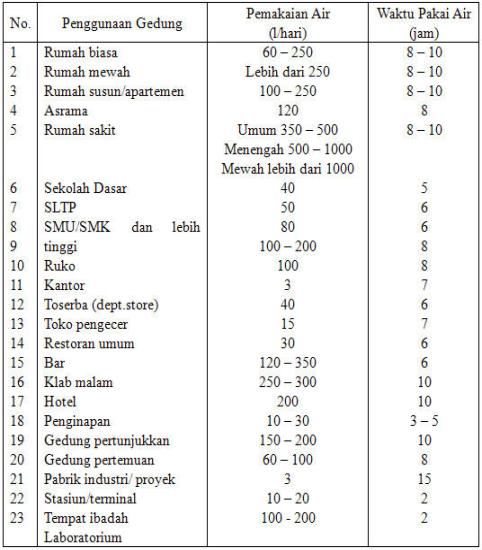 No. Penggunaan Gedung Pemakaian Air (l/hari) Waktu Pakai Air (jam)
1 Rumah biasa 60 – 250 8 – 10
2 Rumah mewah Lebih dari 250 8 – 10
3 Rumah susun/apartemen 100 – 250 8 – 10
4 Asrama 120 8
5 Rumah sakit Umum 350 – 500 8 – 10
Menengah 500 – 1000
Mewah lebih dari 1000
6 Sekolah Dasar 40 5
7 SLTP 50 6
8 SMU/SMK dan lebih 80 6
9 tinggi 100 – 200 8
10 Ruko 100 8
11 Kantor 3 7
12 Toserba (dept.store) 40 6
13 Toko pengecer 15 7
14 Restoran umum 30 6
15 Bar 120 – 350 6
16 Klab malam 250 – 300 10
17 Hotel 200 10
18 Penginapan 10 – 30 3 – 5
19 Gedung pertunjukkan 150 – 200 10
20 Gedung pertemuan 60 – 100 8
21 Pabrik industri/ proyek 3 15
22 Stasiun/terminal 10 – 20 2
23 Tempat ibadah 100 - 200 2
Laboratorium